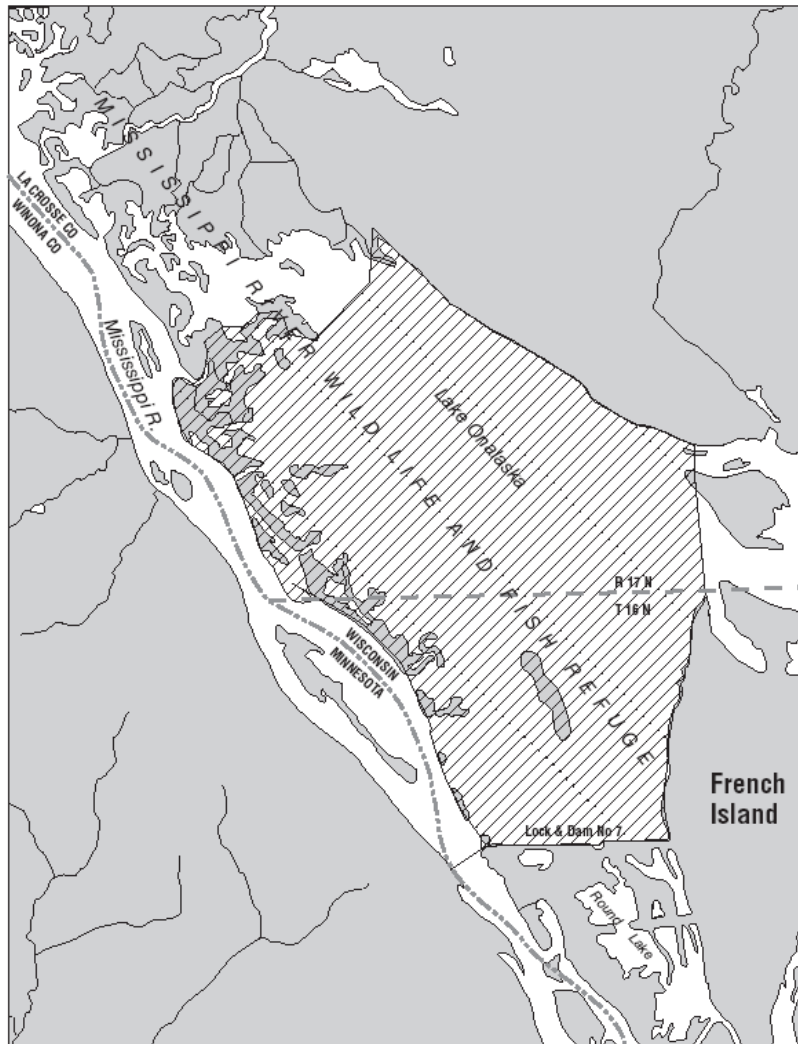 MISSISSIPPI RIVER WILD LIFE AND FISH REFUGE
LA CROSSE CO
WINONA CO
Mississippi R.
Lake Onalaska
R 17 N
T 16 N
WISCONSIN
MINNESOTA
French
Island
Lock & Dam No 7
Round Lake